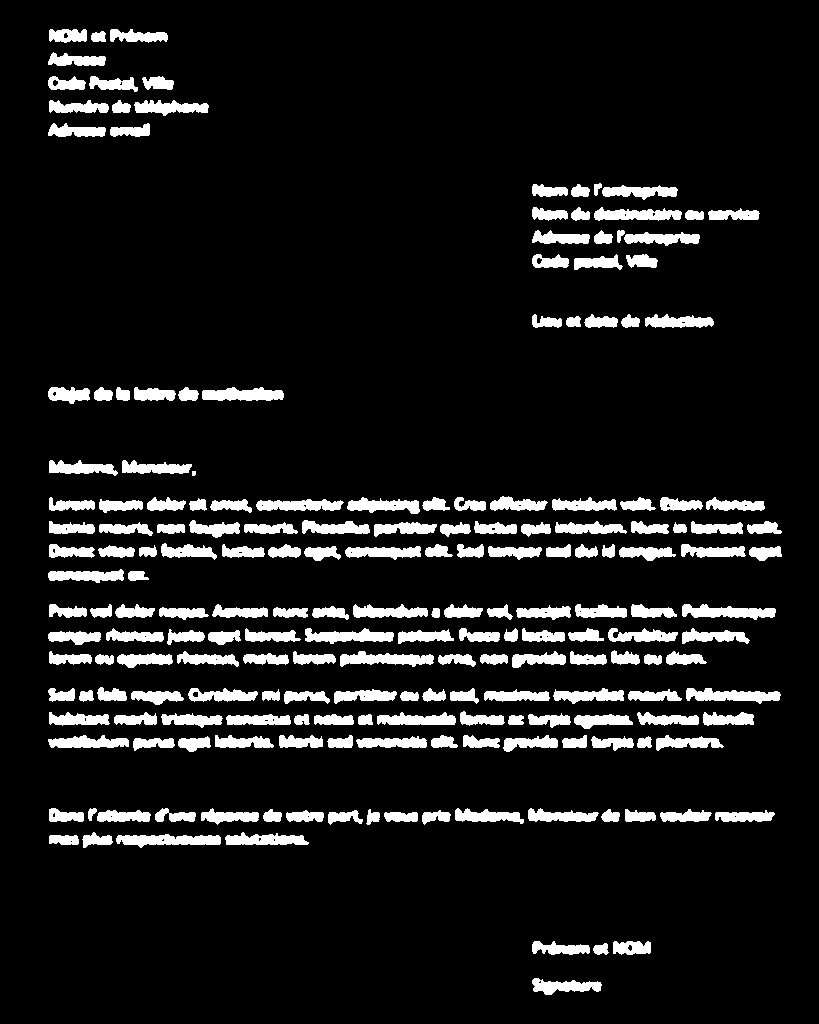 NOM et Prénom
Adresse
Code Postal, Ville
Numéro de téléphone
Adresse email
Nom de l'entreprise
Nom du destinataire ou service
Adresse de l'entreprise
Code postal, Ville
Lieu et date de rédaction
Objet de la lettre de motivation
Madame, Monsieur,
Lorem ipsum dolor sit amet, consectetur adipiscing elit. Cras efficitur tincidunt velit. Etiam rhoncus
lacinia mauris, non feugiat mauris. Phasellus porttitor quis lectus quis interdum. Nunc in laoreet velit.
Donec vitae mi facilisis, luctus odio eget, consequat elit. Sed tempor sed dui id congue. Praesent eget
consequat ex.
Proin vel dolor neque. Aenean nunc ante, bibendum a dolor vel, suscipit facilisis libero. Pellentesque
congue rhoncus justo eget laoreet. Suspendisse potenti. Fusce id lectus velit. Curabitur pharetra,
lorem eu egestas rhoncus, metus lorem pellentesque urna, non gravida lacus felis eu diam.
Sed at felis magna. Curabitur mi purus, porttitor eu dui sed, maximus imperdiet mauris. Pellentesque
habitant morbi tristique senectus et netus et malesuada fames ac turpis egestas. Vivamus blandit
vestibulum purus eget lobortis. Morbi sed venenatis elit. Nunc gravida sed turpis at pharetra.
Dans l'attente d'une réponse de votre part, je vous prie Madame, Monsieur de bien vouloir recevoir
mes plus respectueuses salutations.
Prénom et NOM
Signature